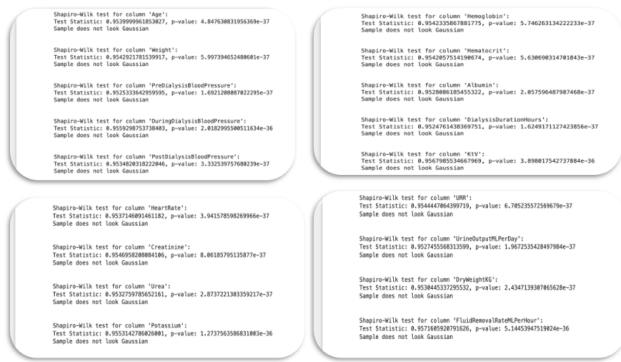 Shapiro-Wilk test for column 'Age':
Test Statistic: 0.9539999961853027, p-value: 4.847630831956369e-37
Sample does not look Gaussian
Shapiro-Wilk test for column 'Weight':
Test Statistic: 0.9542921781539917, p-value: 5.997394652480601e-37
Sample does not look Gaussian
Shapiro-Wilk test for column 'PreDialysisBloodPressure':
Test Statistic: 0.9525333642959595, p-value: 1.6921208087022295e-37
Sample does not look Gaussian
Shapiro-Wilk test for column 'DuringDialysisBloodPressure':
Test Statistic: 0.9559298753738403, p-value: 2.0182995500511634e-36
Sample does not look Gaussian
Shapiro-Wilk test for column 'PostDialysisBloodPressure':
Test Statistic: 0.9534820318222046, p-value: 3.332539757680239e-37
Sample does not look Gaussian
Shapiro-Wilk test for column 'Hemoglobin':
Test Statistic: 0.9542335867881775, p-value: 5.746263134222233e-37
Sample does not look Gaussian
Shapiro-Wilk test for column 'Hematocrit':
Test Statistic: 0.9542057514190674, p-value: 5.630690314701843e-37
Sample does not look Gaussian
Shapiro-Wilk test for column 'Albumin':
Test Statistic: 0.9528086185455322, p-value: 2.0575964879087468e-37
Sample does not look Gaussian
Shapiro-Wilk test for column 'DialysisDurationHours':
Test Statistic: 0.9524761438369751, p-value: 1.6249171127423856e-37
Sample does not look Gaussian
Shapiro-Wilk test for column 'KtV':
Test Statistic: 0.9567985534667969, p-value: 3.898017542737884e-36
Sample does not look Gaussian
Shapiro-Wilk test for column 'HeartRate':
Test Statistic: 0.9537146091461182, p-value: 3.941578598269966e-37
Sample does not look Gaussian
Shapiro-Wilk test for column 'Creatinine':
Test Statistic: 0.9546958208084106, p-value: 8.06185795135877e-37
Sample does not look Gaussian
Shapiro-Wilk test for column 'Urea':
Test Statistic: 0.9532759785652161, p-value: 2.8737221303359217e-37
Sample does not look Gaussian
Shapiro-Wilk test for column 'Potassium':
Test Statistic: 0.9553142786026001, p-value: 1.2737563586831003e-36
Sample does not look Gaussian
Shapiro-Wilk test for column 'URR':
Test Statistic: 0.9544447064399719, p-value: 6.705235572569679e-37
Sample does not look Gaussian
Shapiro-Wilk test for column 'UrineOutputMLPerDay':
Test Statistic: 0.9527455568313599, p-value: 1.9672535428497984e-37
Sample does not look Gaussian
Shapiro-Wilk test for column 'DryWeightKG':
Test Statistic: 0.9530445337295532, p-value: 2.4347139307065628e-37
Sample does not look Gaussian
Shapiro-Wilk test for column 'FluidRemovalRateMLPerHour':
Test Statistic: 0.9571605920791626, p-value: 5.14453947519024e-36
Sample does not look Gaussian